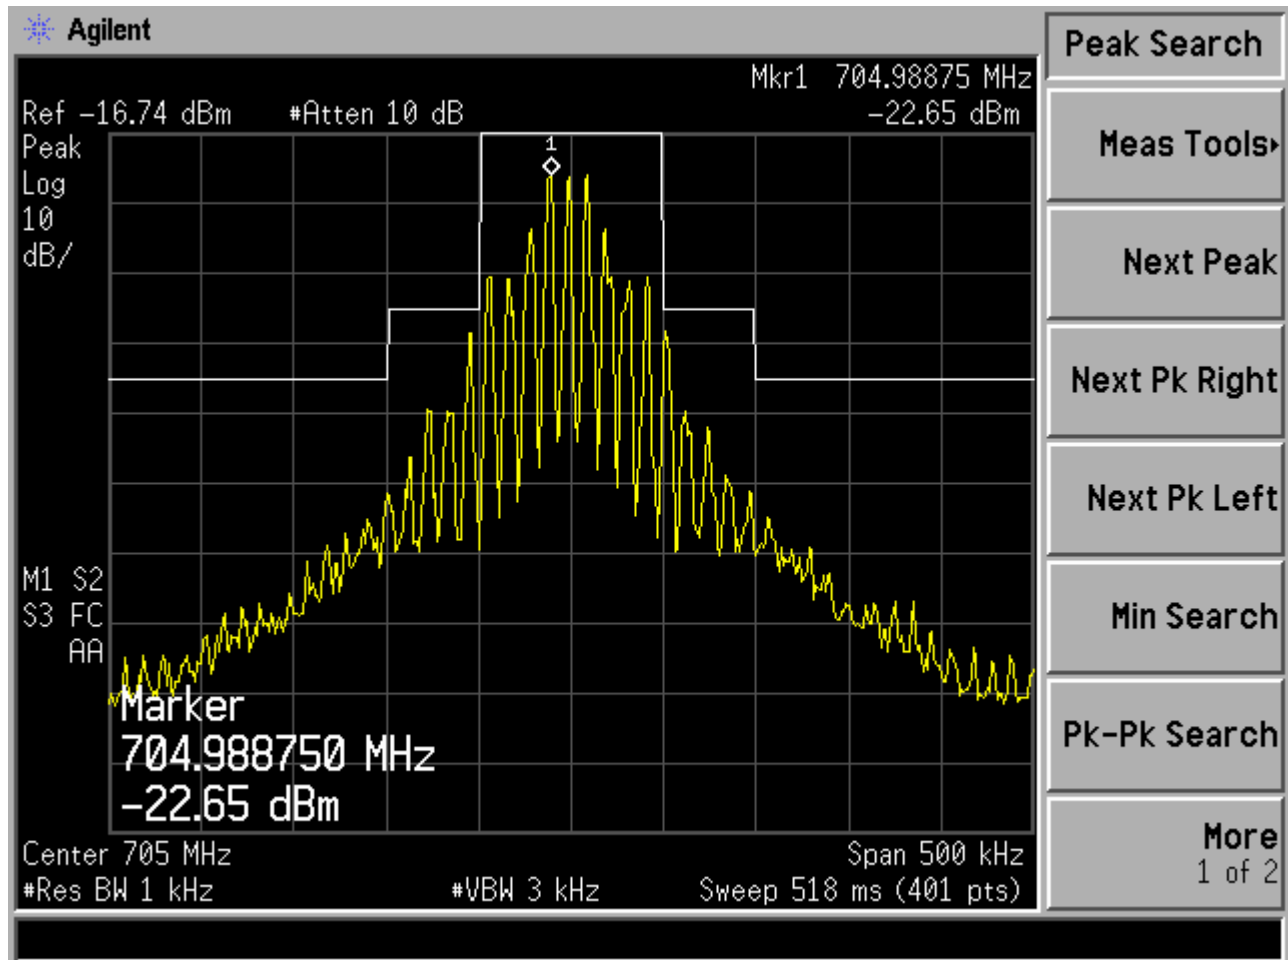 Agilent
Peak Search
Mkr1 704.98875 MHz
Ref -16.74 dBm #Atten 10 dB -22.65 dBm
Peak
Log
10
dB/
1
Meas Tools
Next Peak
Next Pk Right
Next Pk Left
M1 S2
S3 FC
AA
Min Search
Marker
704.988750 MHz
-22.65 dBm
Pk-Pk Search
Center 705 MHz Span 500 kHz
#Res BW 1 kHz #VBW 3 kHz Sweep 518 ms (401 pts)
More
1 of 2